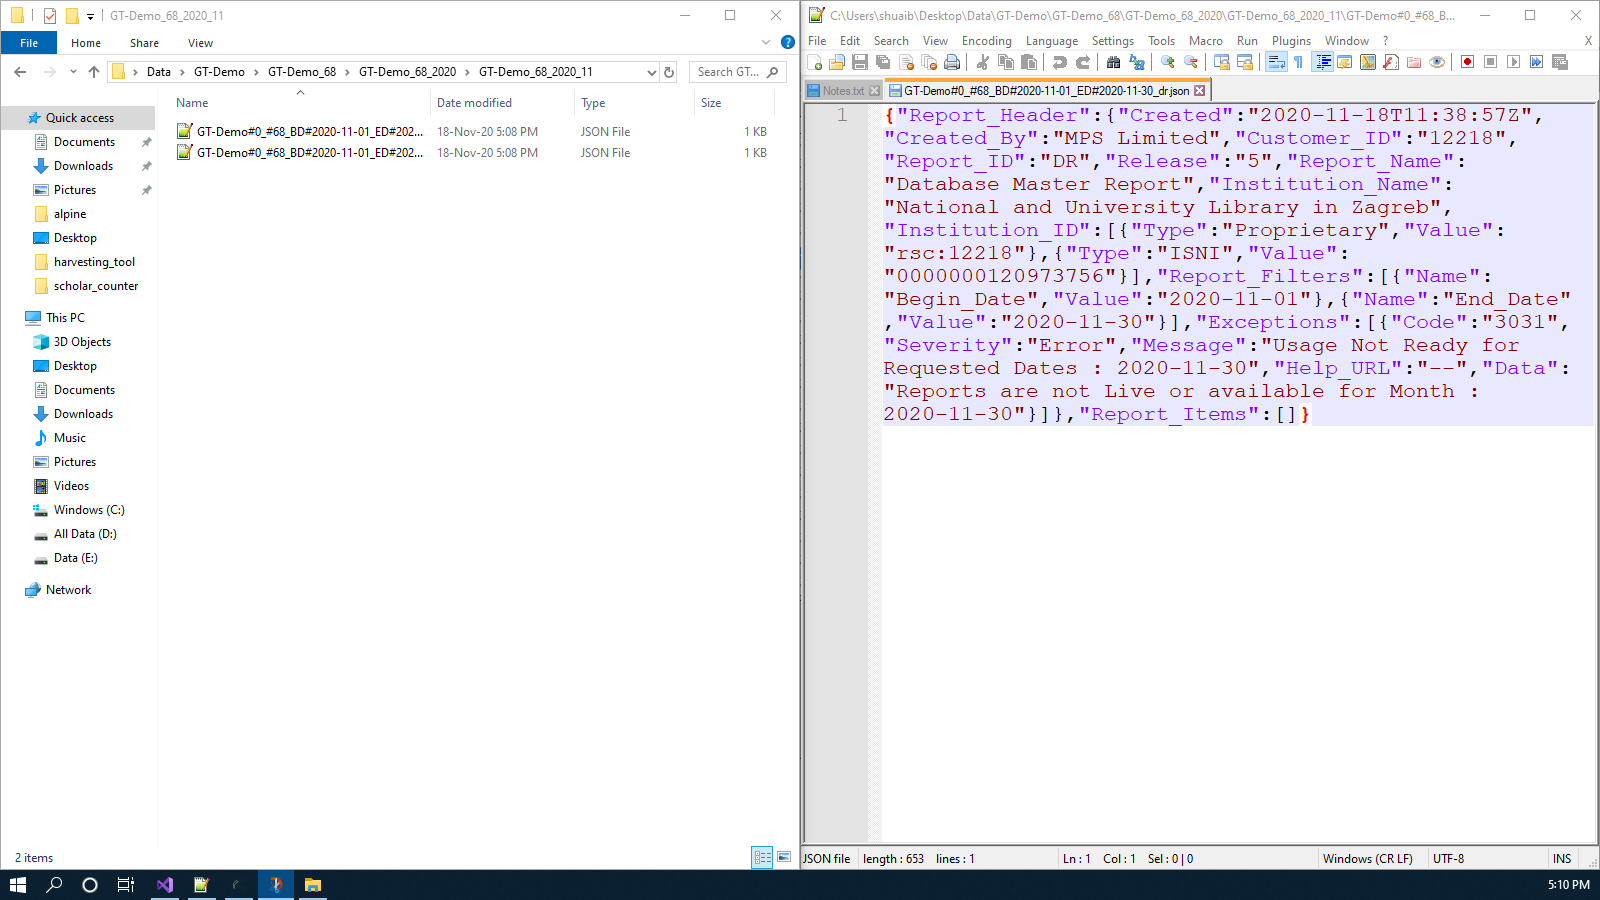 GT-Demo_68_2020_11
File Home Share View
Data GT-Demo GT-Demo_68 GT-Demo_68_2020 GT-Demo_68_2020_11
Search GT...
Name Date modified Type Size
GT-Demo#0_#68_BD#2020-11-01_ED#202... 18-Nov-20 5:08 PM JSON File 1 KB
GT-Demo#0_#68_BD#2020-11-01_ED#202... 18-Nov-20 5:08 PM JSON File 1 KB
Quick access
Documents
Downloads
Pictures
alpine
Desktop
harvesting_tool
scholar_counter
This PC
3D Objects
Desktop
Documents
Downloads
Music
Pictures
Videos
Windows (C:)
All Data (D:)
Data (E:)
Network
2 items
C:\Users\shuaib\Desktop\Data\GT-Demo\GT-Demo_68\GT-Demo_68_2020\GT-Demo_68_2020_11\GT-Demo#0_#68_B...
File Edit Search View Encoding Language Settings Tools Macro Run Plugins Window ? X
Notes.txt GT-Demo#0_#68_BD#2020-11-01_ED#2020-11-30_dr.json
1 {"Report_Header":{"Created":"2020-11-18T11:38:57Z",
"Created_By":"MPS Limited","Customer_ID":"12218",
"Report_ID":"DR","Release":"5","Report_Name":
"Database Master Report","Institution_Name":
"National and University Library in Zagreb",
"Institution_ID":[{"Type":"Proprietary","Value":
"rsc:12218"},{"Type":"ISNI","Value":
"0000000120973756"}],"Report_Filters":[{"Name":
"Begin_Date","Value":"2020-11-01"},{"Name":"End_Date"
,"Value":"2020-11-30"}],"Exceptions":[{"Code":"3031",
"Severity":"Error","Message":"Usage Not Ready for
Requested Dates : 2020-11-30","Help_URL":"--","Data":
"Reports are not Live or available for Month :
2020-11-30"}]},"Report_Items":[]}
JSON file length : 653 lines : 1 Ln : 1 Col : 1 Sel : 0 | 0 Windows (CR LF) UTF-8 INS
5:10 PM